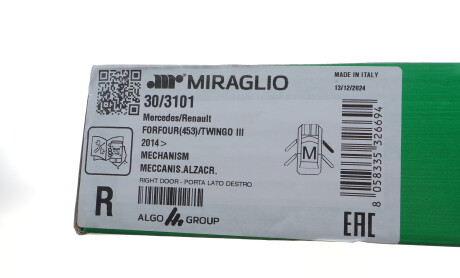 MIRAGLIO
MADE IN ITALY
13/12/2024
30/3101
Mercedes/Renault
FORFOUR(453)/TWINGO III
2014>
MECHANISM
MECCANIS.ALZACR.
RIGHT DOOR - PORTA LATO DESTRO
M
R
ALGO GROUP
EAC
8 058335 326694